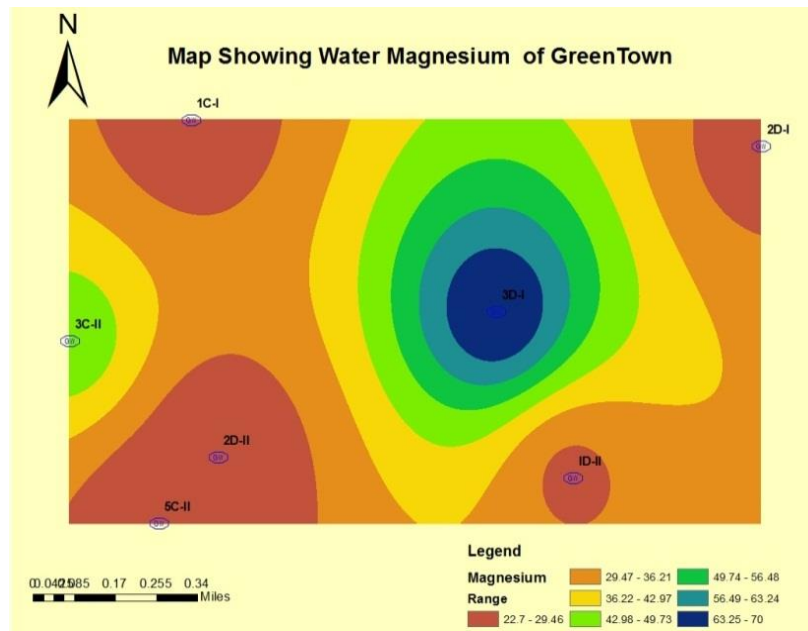 N
Map Showing Water Magnesium of GreenTown
1C-I
2D-I
3D-I
3C-II
2D-II
ID-II
5C-II
0 0.17 0.255 0.34
Miles
Legend
Magnesium
Range
22.7 - 29.46
29.47 - 36.21
36.22 - 42.97
42.98 - 49.73
49.74 - 56.48
56.49 - 63.24
63.25 - 70